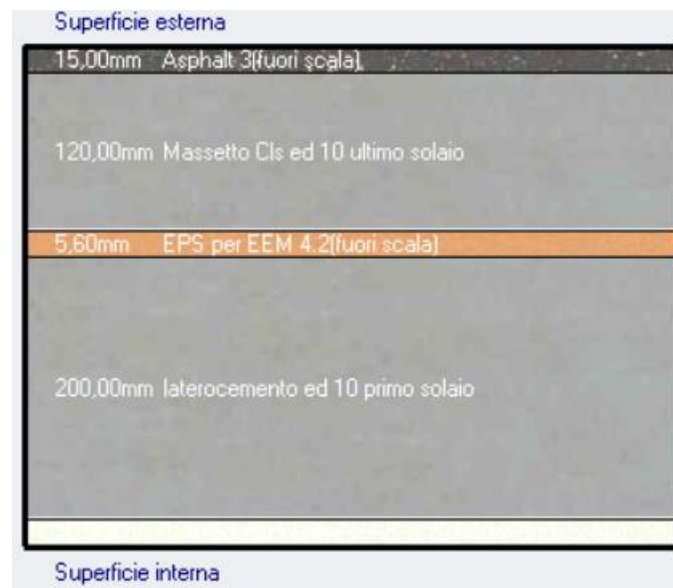 Superficie esterna
15,00mm Asphalt 3(fuori scala)
120,00mm Massetto Cls ed 10 ultimo solaio
5,60mm EPS per EEM 4.2(fuori scala)
200,00mm laterocemento ed 10 primo solaio
Superficie interna